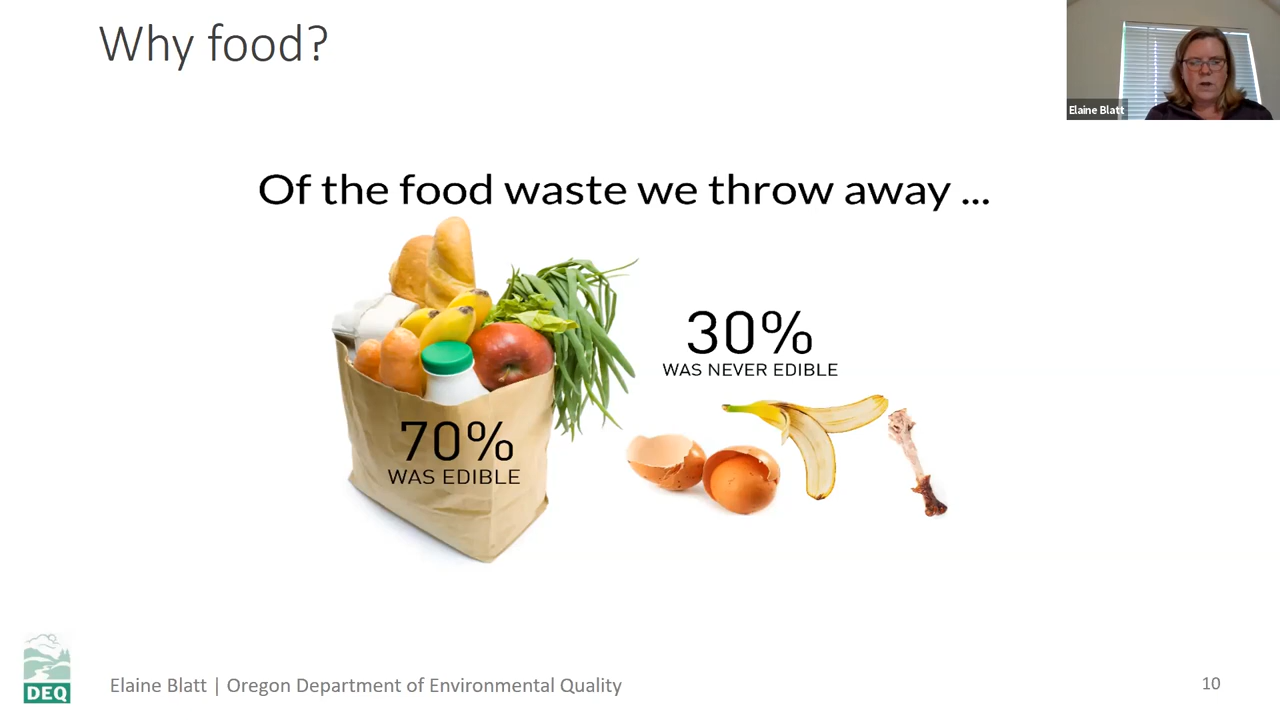 Why food?
Elaine Blatt
Of the food waste we throw away ...
30%
WAS NEVER EDIBLE
70%
WAS EDIBLE
DEQ
Elaine Blatt | Oregon Department of Environmental Quality
10